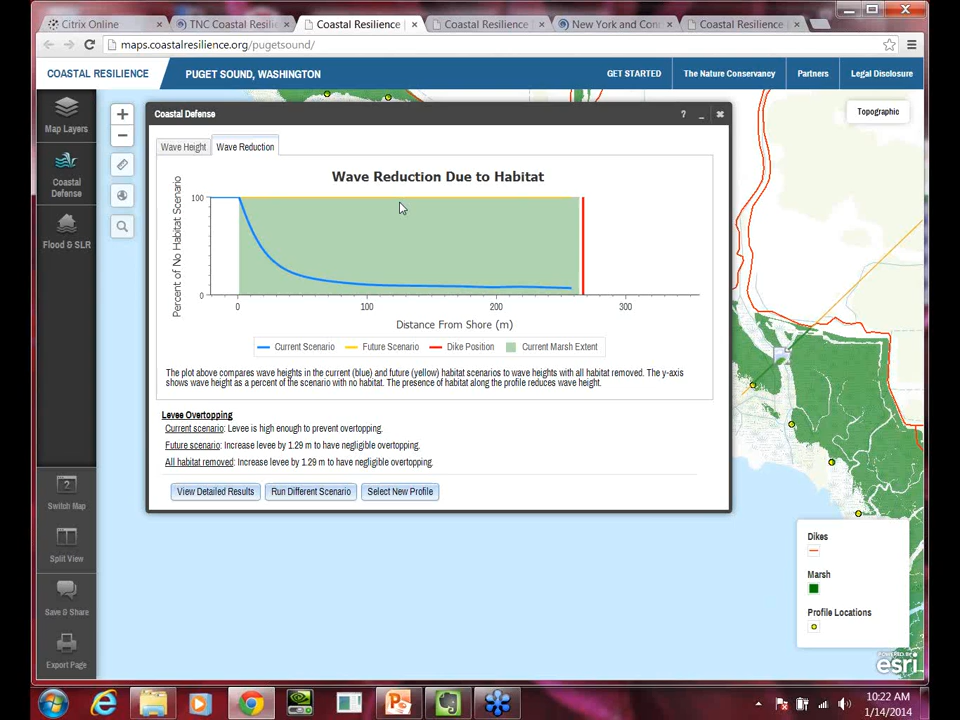 Citrix Online
TNC Coastal Resilie
Coastal Resilience
Coastal Resilience
New York and Con
Coastal Resilience
maps.coastalresilience.org/pugetsound/
COASTAL RESILIENCE
PUGET SOUND, WASHINGTON
GET STARTED
The Nature Conservancy
Partners
Legal Disclosure
Map Layers
Coastal
Defense
Flood & SLR
Topographic
Coastal Defense
?
Wave Height
Wave Reduction
Wave Reduction Due to Habitat
Percent of No Habitat Scenario
100
0
0 100 200 300
Distance From Shore (m)
Current Scenario Future Scenario Dike Position Current Marsh Extent
The plot above compares wave heights in the current (blue) and future (yellow) habitat scenarios to wave heights with all habitat removed. The y-axis
shows wave height as a percent of the scenario with no habitat. The presence of habitat along the profile reduces wave height.
Levee Overtopping
Current scenario: Levee is high enough to prevent overtopping.
Future scenario: Increase levee by 1.29 m to have negligible overtopping.
All habitat removed: Increase levee by 1.29 m to have negligible overtopping.
View Detailed Results
Run Different Scenario
Select New Profile
Switch Map
Split View
Save & Share
Export Page
Dikes
Marsh
Profile Locations
POWERED BY
esri
10:22 AM
1/14/2014